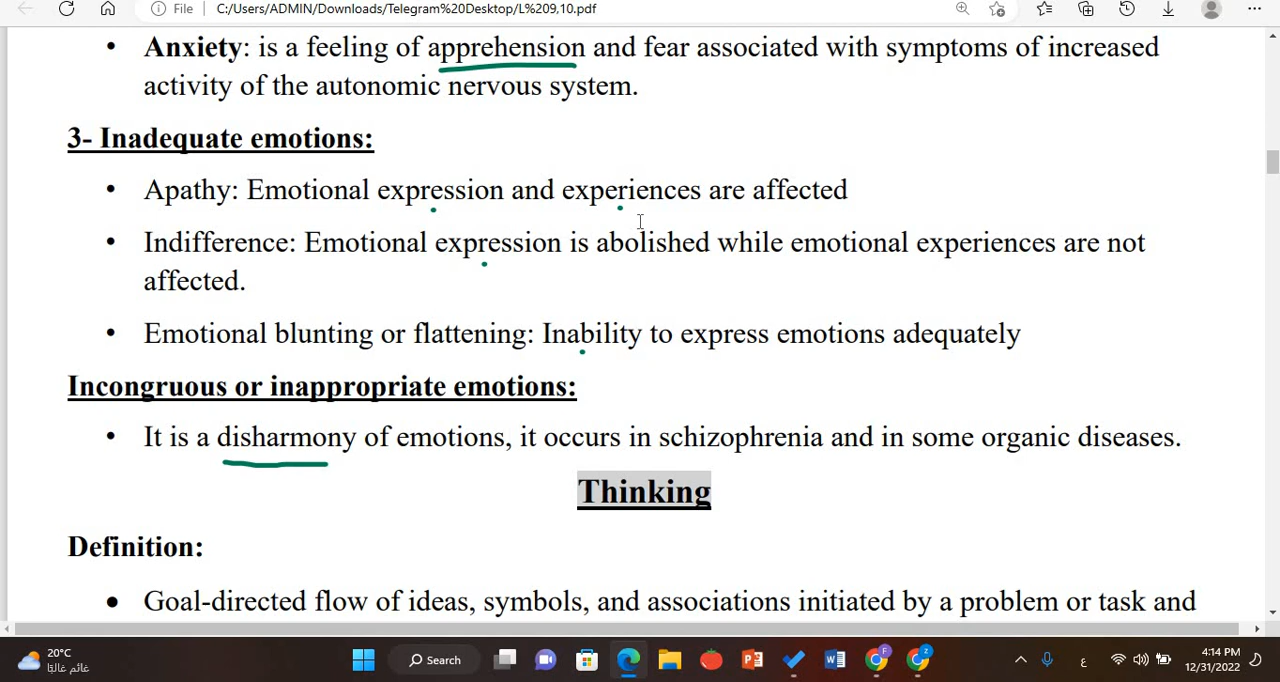 File
C:/Users/ADMIN/Downloads/Telegram%20Desktop/L%209,10.pdf
• Anxiety: is a feeling of apprehension and fear associated with symptoms of increased
activity of the autonomic nervous system.
3- Inadequate emotions:
• Apathy: Emotional expression and experiences are affected
• Indifference: Emotional expression is abolished while emotional experiences are not
affected.
• Emotional blunting or flattening: Inability to express emotions adequately
Incongruous or inappropriate emotions:
• It is a disharmony of emotions, it occurs in schizophrenia and in some organic diseases.
Thinking
Definition:
• Goal-directed flow of ideas, symbols, and associations initiated by a problem or task and
20°C
غائم غالبًا
Search
ع
4:14 PM
12/31/2022